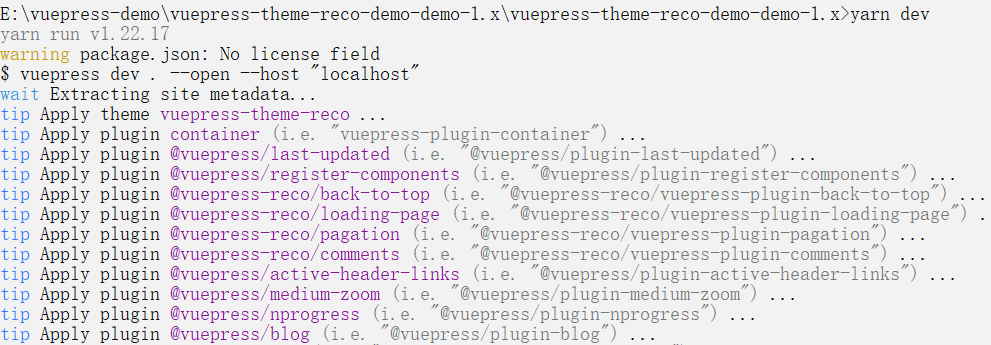 E:\vuepress-demo\vuepress-theme-reco-demo-demo-1.x\vuepress-theme-reco-demo-demo-1.x>yarn dev
yarn run v1.22.17
warning package.json: No license field
$ vuepress dev . --open --host "localhost"
wait Extracting site metadata...
tip Apply theme vuepress-theme-reco ...
tip Apply plugin container (i.e. "vuepress-plugin-container") ...
tip Apply plugin @vuepress/last-updated (i.e. "@vuepress/plugin-last-updated") ...
tip Apply plugin @vuepress/register-components (i.e. "@vuepress/plugin-register-components") ...
tip Apply plugin @vuepress-reco/back-to-top (i.e. "@vuepress-reco/vuepress-plugin-back-to-top") ...
tip Apply plugin @vuepress-reco/loading-page (i.e. "@vuepress-reco/vuepress-plugin-loading-page") .
tip Apply plugin @vuepress-reco/pagation (i.e. "@vuepress-reco/vuepress-plugin-pagation") ...
tip Apply plugin @vuepress-reco/comments (i.e. "@vuepress-reco/vuepress-plugin-comments") ...
tip Apply plugin @vuepress/active-header-links (i.e. "@vuepress/plugin-active-header-links") ...
tip Apply plugin @vuepress/medium-zoom (i.e. "@vuepress/plugin-medium-zoom") ...
tip Apply plugin @vuepress/nprogress (i.e. "@vuepress/plugin-nprogress") ...
tip Apply plugin @vuepress/blog (i.e. "@vuepress/plugin-blog") ...